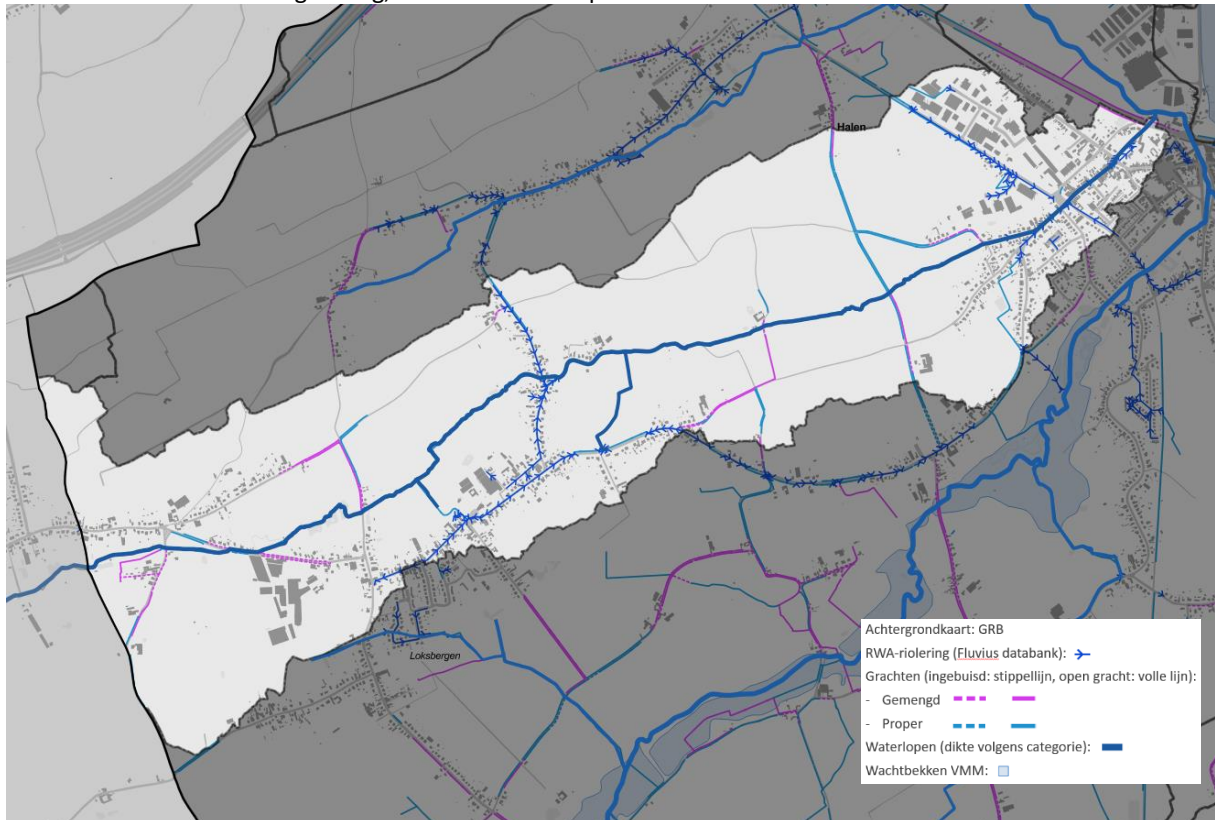 Halen
Loksbergen
Achtergrondkaart: GRB
RWA-riolering (Fluvius databank):
Grachten (ingebuisd: stippellijn, open gracht: volle lijn):
- Gemengd
- Proper
Waterlopen (dikte volgens categorie):
Wachtbekken VMM: